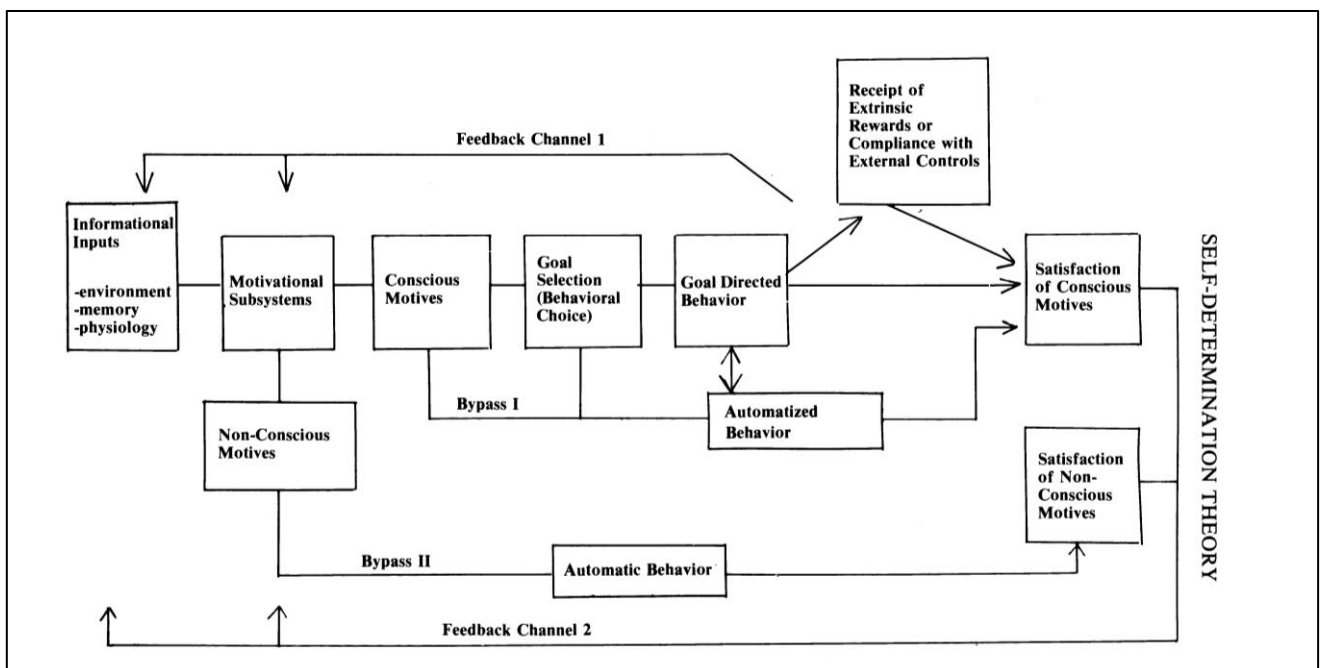 Receipt of
Extrinsic
Rewards or
Compliance with
External Controls
Feedback Channel 1
Informational
Inputs
-environment
-memory
-physiology
Motivational
Subsystems
Conscious
Motives
Goal
Selection
(Behavioral
Choice)
Goal Directed
Behavior
Satisfaction
of Conscious
Motives
SELF-DETERMINATION THEORY
Bypass I
Automatized
Behavior
Non-Conscious
Motives
Satisfaction
of Non-
Conscious
Motives
Bypass II
Automatic Behavior
Feedback Channel 2